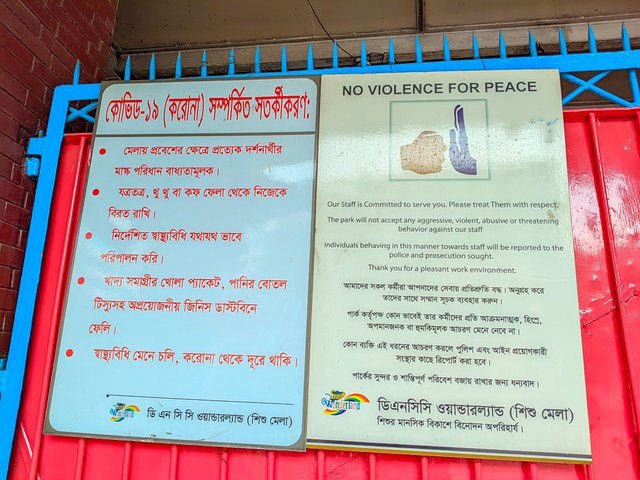 কোভিড-১৯ (করোনা) সম্পর্কিত সতর্কীকরণ:
মেলায় প্রবেশের ক্ষেত্রে প্রত্যেক দর্শনার্থীর
মাস্ক পরিধান বাধ্যতামূলক।
যত্রতত্র, থু থু বা কফ ফেলা থেকে নিজেকে
বিরত রাখি।
নির্দেশিত স্বাস্থ্যবিধি যথাযথ ভাবে
পরিপালন করি।
খাদ্য সামগ্রীর খোলা প্যাকেট, পানির বোতল
টিস্যুসহ অপ্রয়োজনীয় জিনিস ডাস্টবিনে
ফেলি।
স্বাস্থ্যবিধি মেনে চলি, করোনা থেকে দূরে থাকি।
Wonderland
ডি এন সি সি ওয়ান্ডারল্যান্ড (শিশু মেলা)
NO VIOLENCE FOR PEACE
Our Staff is Committed to serve you. Please treat Them with respect.
The park will not accept any aggressive, violent, abusive or threatening
behavior against our staff
Individuals behaving in this manner towards staff will be reported to the
police and prosecution sought.
Thank you for a pleasant work environment.
আমাদের সকল কর্মীরা আপনাদের সেবায় প্রতিশ্রুতি বদ্ধ। অনুগ্রহ করে
তাদের সাথে সম্মান সূচক ব্যবহার করুন।
পার্ক কর্তৃপক্ষ কোন ভাবেই তার কর্মীদের প্রতি আক্রমনাত্মক, হিংস্র,
অপমানজনক বা হুমকিমূলক আচরণ মেনে নেবে না।
কোন ব্যক্তি এই ধরনের আচরণ করলে পুলিশ এবং আইন প্রয়োগকারী
সংস্থার কাছে রিপোর্ট করা হবে।
পার্কের সুন্দর ও শান্তিপূর্ণ পরিবেশ বজায় রাখার জন্য ধন্যবাদ।
Wonderland
ডিএনসিসি ওয়ান্ডারল্যান্ড (শিশু মেলা)
শিশুর মানসিক বিকাশে বিনোদন অপরিহার্য।